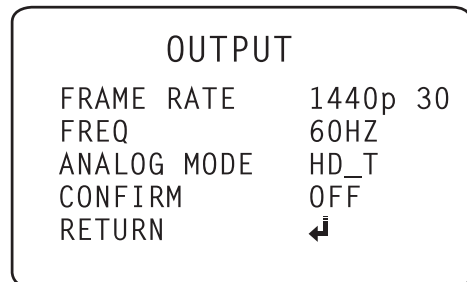 OUTPUT
FRAME RATE 1440p 30
FREQ 60HZ
ANALOG MODE HD_T
CONFIRM OFF
RETURN ↲